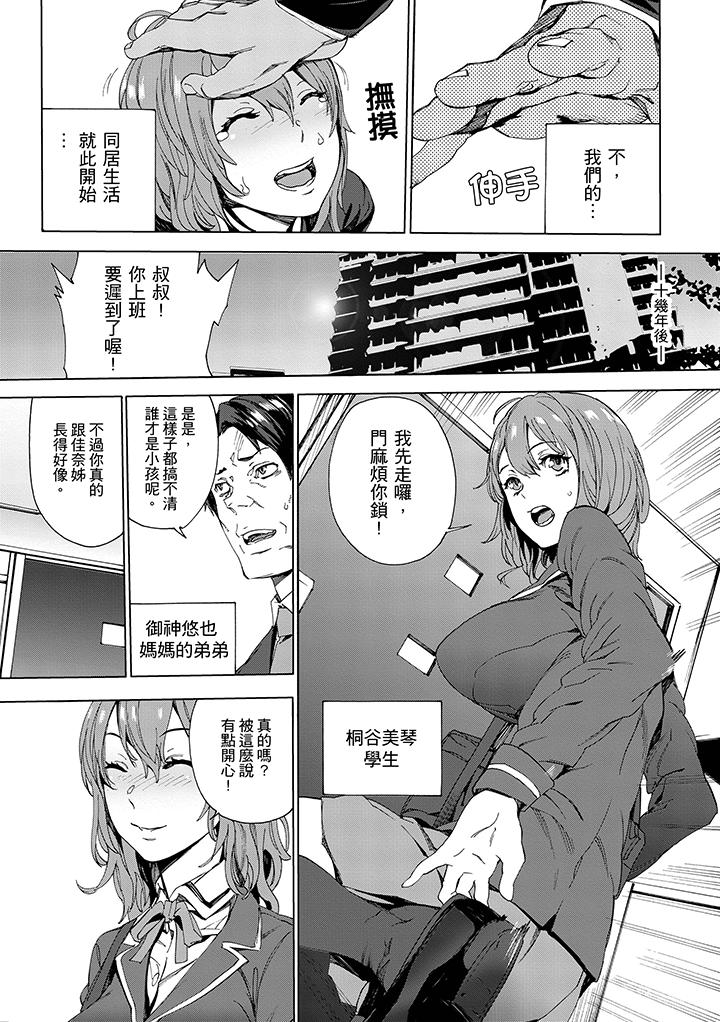 不，
我們的…
伸手
撫摸
同居生活
就此開始
…
十幾年後
叔叔！
你上班
要遲到了喔！
我先走囉，
門麻煩你鎖！
桐谷美琴
學生
是是，
這樣子都搞不清
誰才是小孩呢。
御神悠也
媽媽的弟弟
不過你真的
跟佳奈姊
長得好像。
真的嗎？
被這麼說
有點開心！